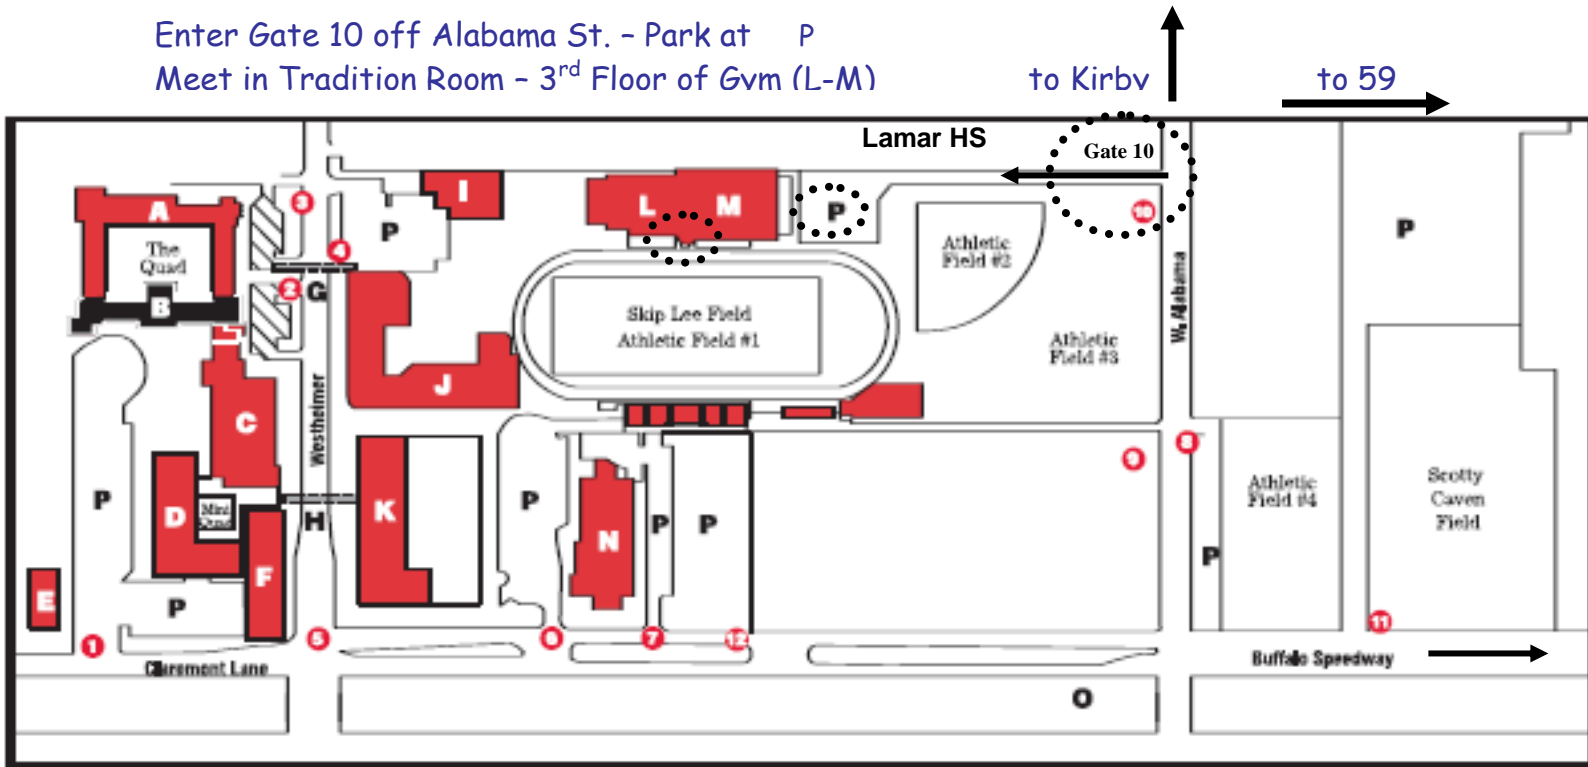 Enter Gate 10 off Alabama St. – Park at P
Meet in Tradition Room – 3rd Floor of Gym (L-M) to Kirby to 59
Lamar HS
Gate 10
A
3
I
L
M
P
10
P
P
The
Quad
4
Athletic
Field #2
2
G
B
W. Alabama
Skip Lee Field
Athletic Field #1
Athletic
Field #3
J
Westheimer
C
8
9
P
D
Mini
Quad
H
K
P
N
P
P
Athletic
Field #4
Scotty
Caven
Field
P
F
E
P
1
5
6
7
12
11
Claremont Lane
Buffalo Speedway
O